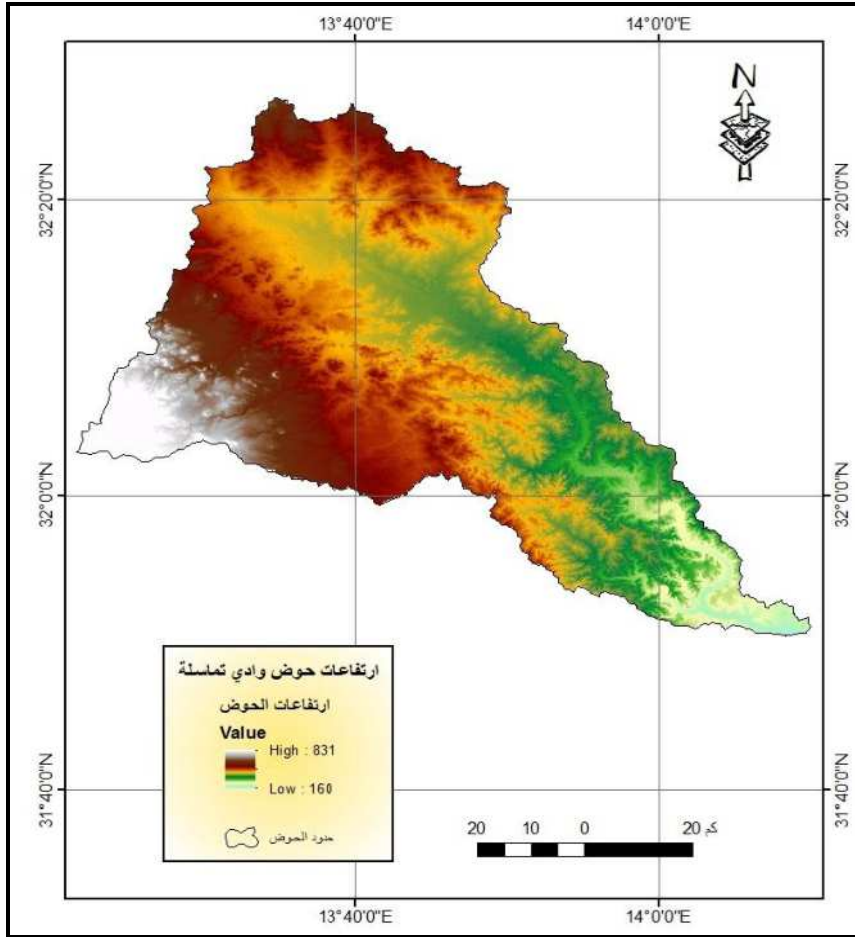 13°40'0"E 14°0'0"E
N
32°20'0"N 32°20'0"N
32°0'0"N 32°0'0"N
31°40'0"N 31°40'0"N
ارتفاعات حوض وادي تماسلة
ارتفاعات الحوض
Value
High : 831
Low : 160
حدود الحوض
20 10 0 20 كم
13°40'0"E 14°0'0"E